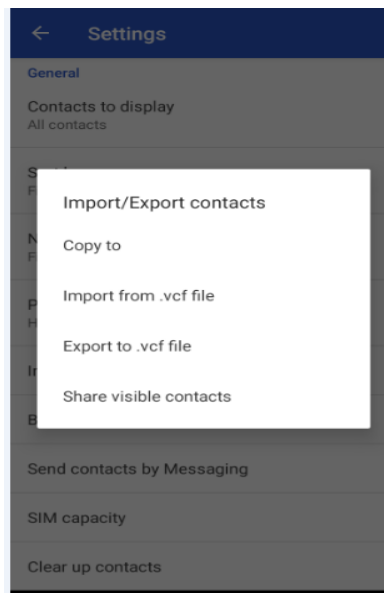 Settings
General
Contacts to display
All contacts
Import/Export contacts
Copy to
Import from .vcf file
Export to .vcf file
Share visible contacts
Send contacts by Messaging
SIM capacity
Clear up contacts